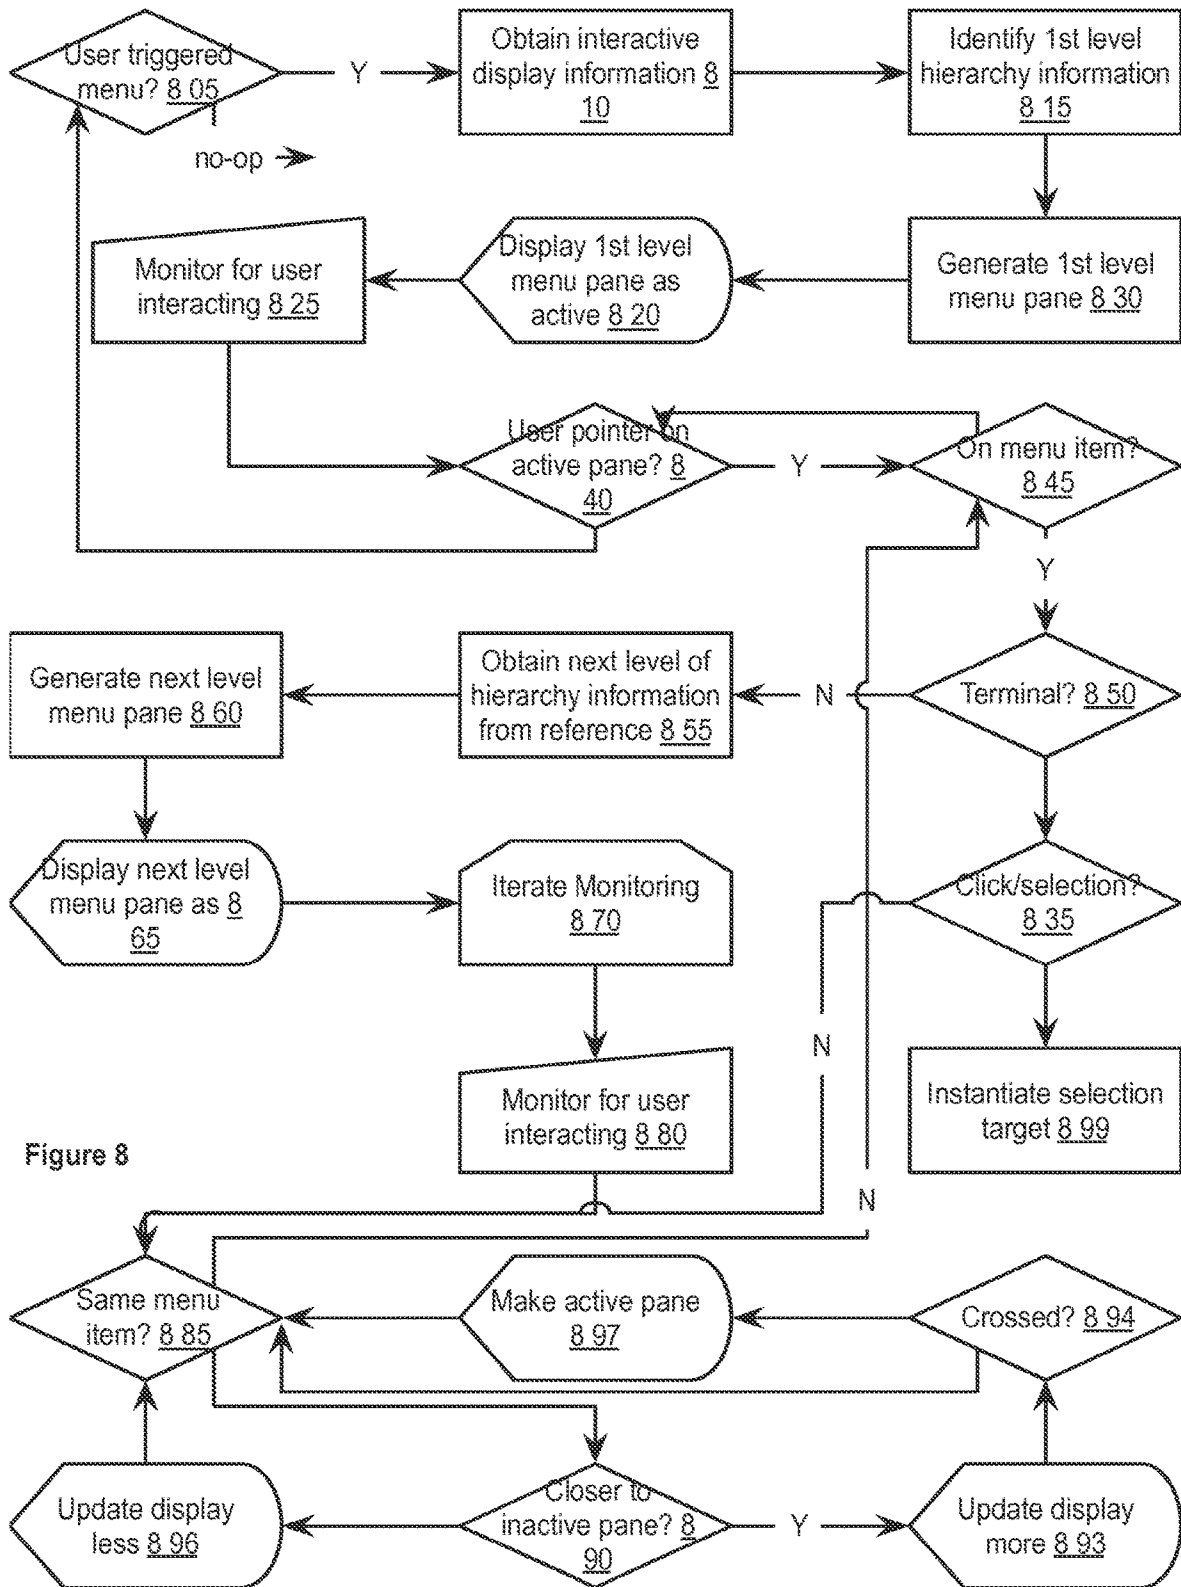 User triggered
menu? 8 05
Y
Obtain interactive
display information 8
10
Identify 1st level
hierarchy information
8 15
no-op
Monitor for user
interacting 8 25
Display 1st level
menu pane as
active 8 20
Generate 1st level
menu pane 8 30
User pointer on
active pane? 8
40
Y
On menu item?
8 45
Y
Generate next level
menu pane 8 60
Obtain next level of
hierarchy information
from reference 8 55
N
Terminal? 8 50
Display next level
menu pane as 8
65
Iterate Monitoring
8 70
Click/selection?
8 35
N
Monitor for user
interacting 8 80
Instantiate selection
target 8 99
Figure 8
N
Same menu
item? 8 85
Make active pane
8 97
Crossed? 8 94
Update display
less 8 96
Closer to
inactive pane? 8
90
Y
Update display
more 8 93